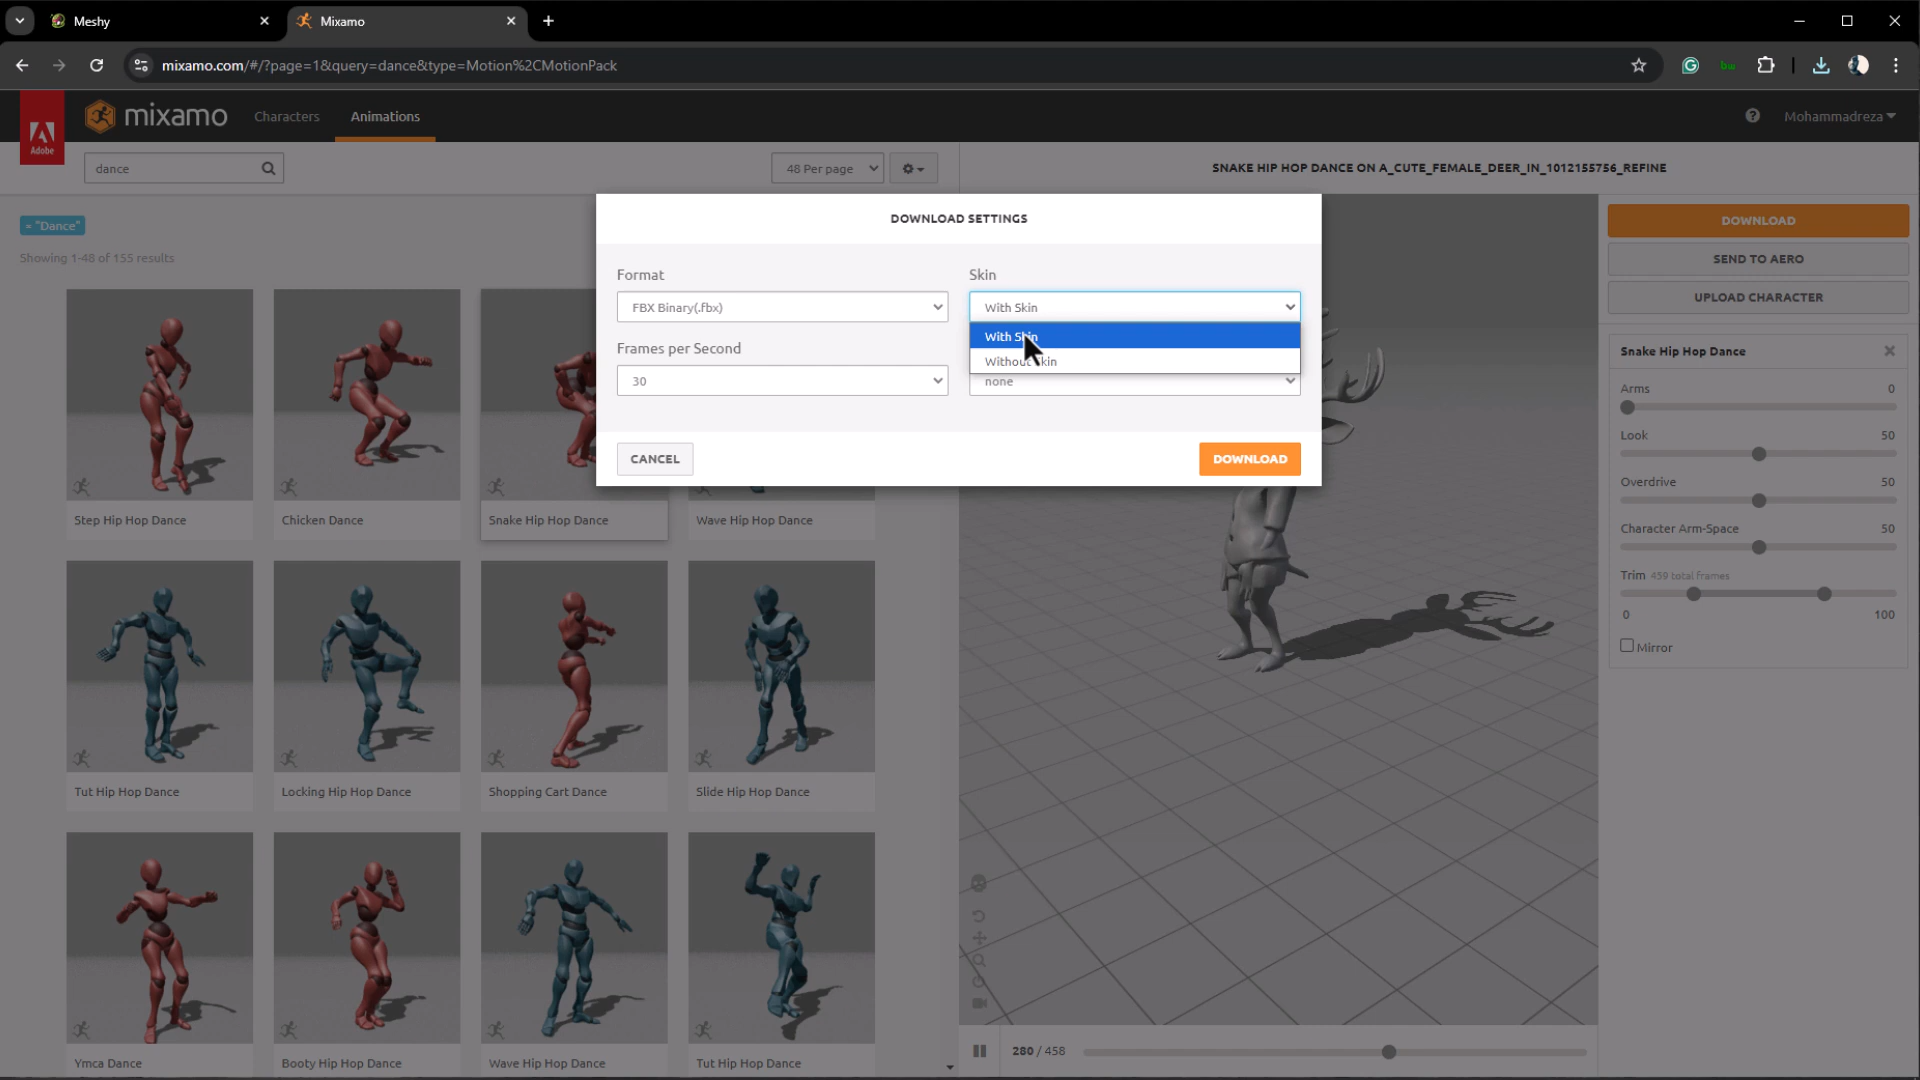 Meshy
Mixamo
mixamo.com/#/?page=1&query=dance&type=Motion%2CMotionPack
Adobe
mixamo
Characters
Animations
Mohammadreza
dance
48 Per page
SNAKE HIP HOP DANCE ON A_CUTE_FEMALE_DEER_IN_1012155756_REFINE
× "Dance"
Showing 1-48 of 155 results
DOWNLOAD SETTINGS
Format
Skin
FBX Binary(.fbx)
With Skin
With Skin
Without Skin
Frames per Second
30
none
CANCEL
DOWNLOAD
DOWNLOAD
SEND TO AERO
UPLOAD CHARACTER
Snake Hip Hop Dance
Arms 0
Look 50
Overdrive 50
Character Arm-Space 50
Trim 459 total frames
0 100
Mirror
Step Hip Hop Dance
Chicken Dance
Snake Hip Hop Dance
Wave Hip Hop Dance
Tut Hip Hop Dance
Locking Hip Hop Dance
Shopping Cart Dance
Slide Hip Hop Dance
Ymca Dance
Booty Hip Hop Dance
Wave Hip Hop Dance
Tut Hip Hop Dance
280 / 458